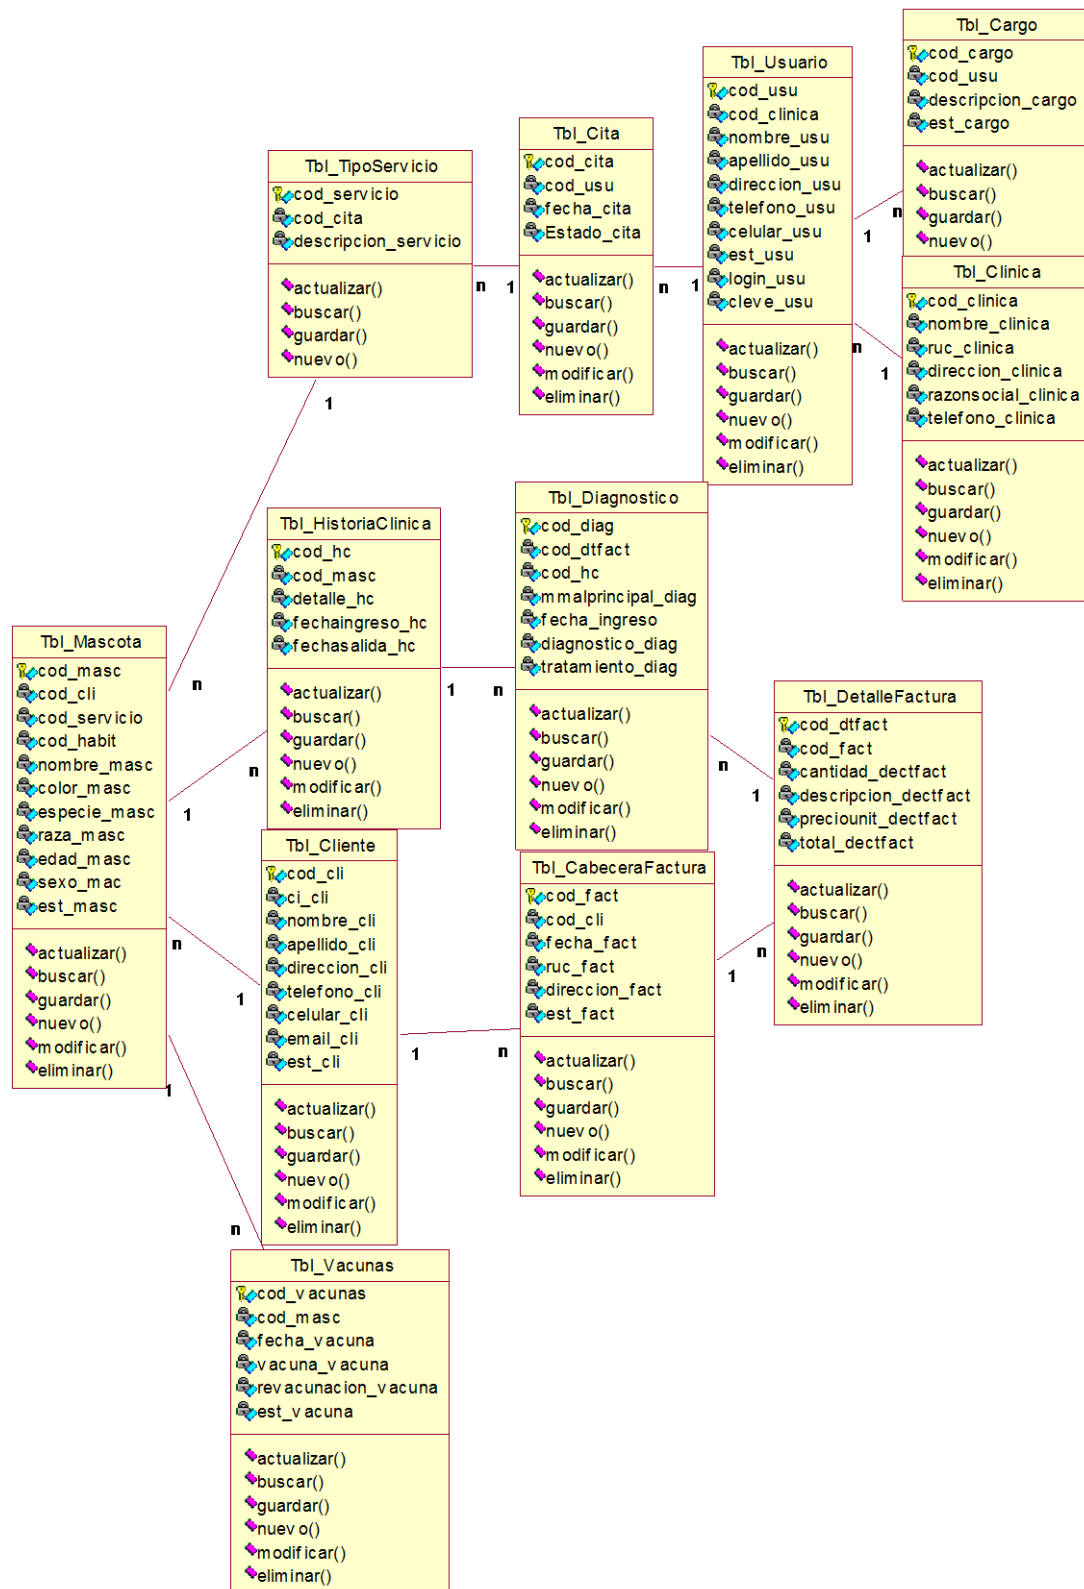 Tbl_Cargo
cod_cargo
cod_usu
descripcion_cargo
est_cargo
actualizar()
buscar()
guardar()
nuevo()
n
1
Tbl_Usuario
cod_usu
cod_clinica
nombre_usu
apellido_usu
direccion_usu
telefono_usu
celular_usu
est_usu
login_usu
cleve_usu
actualizar()
buscar()
guardar()
nuevo()
modificar()
eliminar()
n
1
Tbl_Cita
cod_cita
cod_usu
fecha_cita
Estado_cita
actualizar()
buscar()
guardar()
nuevo()
modificar()
eliminar()
n
1
Tbl_TipoServicio
cod_servicio
cod_cita
descripcion_servicio
actualizar()
buscar()
guardar()
nuevo()
n
1
1
n
Tbl_Clinica
cod_clinica
nombre_clinica
ruc_clinica
direccion_clinica
razonsocial_clinica
telefono_clinica
actualizar()
buscar()
guardar()
nuevo()
modificar()
eliminar()
Tbl_Diagnostico
cod_diag
cod_dtfact
cod_hc
mmalprincipal_diag
fecha_ingreso
diagnostico_diag
tratamiento_diag
actualizar()
buscar()
guardar()
nuevo()
modificar()
eliminar()
n
1
Tbl_HistoriaClinica
cod_hc
cod_masc
detalle_hc
fechaingreso_hc
fechasalida_hc
actualizar()
buscar()
guardar()
nuevo()
modificar()
eliminar()
1
n
Tbl_Mascota
cod_masc
cod_cli
cod_servicio
cod_habit
nombre_masc
color_masc
especie_masc
raza_masc
edad_masc
sexo_mac
est_masc
actualizar()
buscar()
guardar()
nuevo()
modificar()
eliminar()
n
1
n
1
1
n
Tbl_DetalleFactura
cod_dtfact
cod_fact
cantidad_dectfact
descripcion_dectfact
preciounit_dectfact
total_dectfact
actualizar()
buscar()
guardar()
nuevo()
modificar()
eliminar()
Tbl_Cliente
cod_cli
ci_cli
nombre_cli
apellido_cli
direccion_cli
telefono_cli
celular_cli
email_cli
est_cli
actualizar()
buscar()
guardar()
nuevo()
modificar()
eliminar()
1
n
Tbl_CabeceraFactura
cod_fact
cod_cli
fecha_fact
ruc_fact
direccion_fact
est_fact
actualizar()
buscar()
guardar()
nuevo()
modificar()
eliminar()
1
n
Tbl_Vacunas
cod_vacunas
cod_masc
fecha_vacuna
vacuna_vacuna
revacunacion_vacuna
est_vacuna
actualizar()
buscar()
guardar()
nuevo()
modificar()
eliminar()